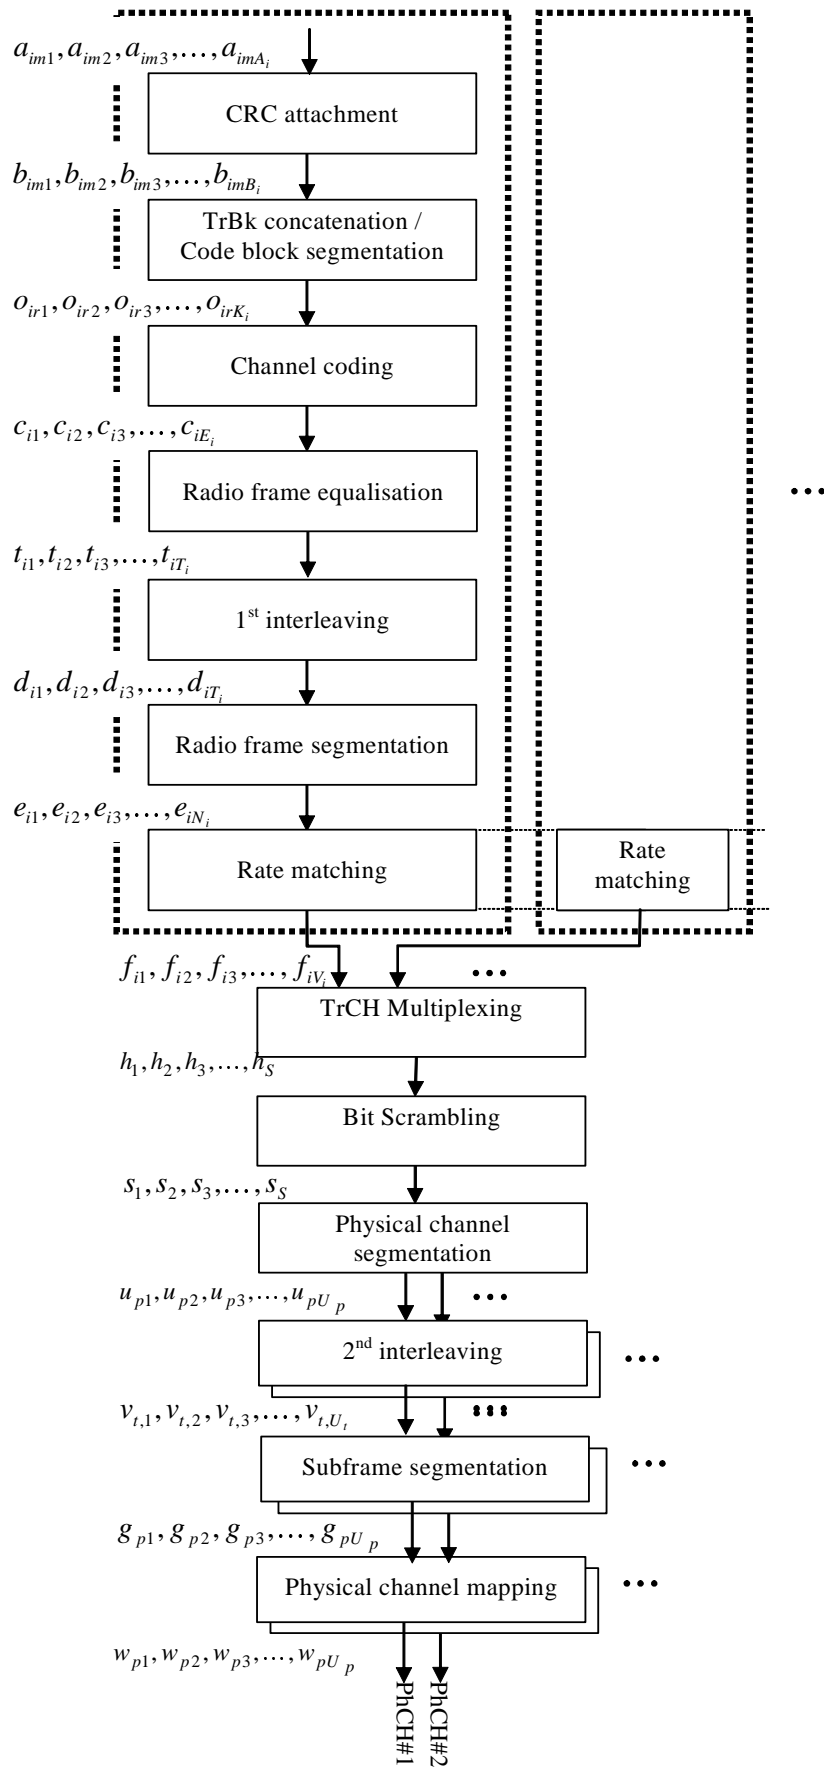 a_{im1}, a_{im2}, a_{im3}, ..., a_{imA_i}
CRC attachment
b_{im1}, b_{im2}, b_{im3}, ..., b_{imB_i}
TrBk concatenation /
Code block segmentation
o_{ir1}, o_{ir2}, o_{ir3}, ..., o_{irK_i}
Channel coding
c_{i1}, c_{i2}, c_{i3}, ..., c_{iE_i}
Radio frame equalisation
...
t_{i1}, t_{i2}, t_{i3}, ..., t_{iT_i}
1st interleaving
d_{i1}, d_{i2}, d_{i3}, ..., d_{iT_i}
Radio frame segmentation
e_{i1}, e_{i2}, e_{i3}, ..., e_{iN_i}
Rate matching
Rate
matching
f_{i1}, f_{i2}, f_{i3}, ..., f_{iV_i}
...
TrCH Multiplexing
h_1, h_2, h_3, ..., h_S
Bit Scrambling
s_1, s_2, s_3, ..., s_S
Physical channel
segmentation
u_{p1}, u_{p2}, u_{p3}, ..., u_{pU_p}
...
2nd interleaving
...
v_{t,1}, v_{t,2}, v_{t,3}, ..., v_{t,U_t}
...
Subframe segmentation
...
g_{p1}, g_{p2}, g_{p3}, ..., g_{pU_p}
Physical channel mapping
...
w_{p1}, w_{p2}, w_{p3}, ..., w_{pU_p}
PhCH#1
PhCH#2